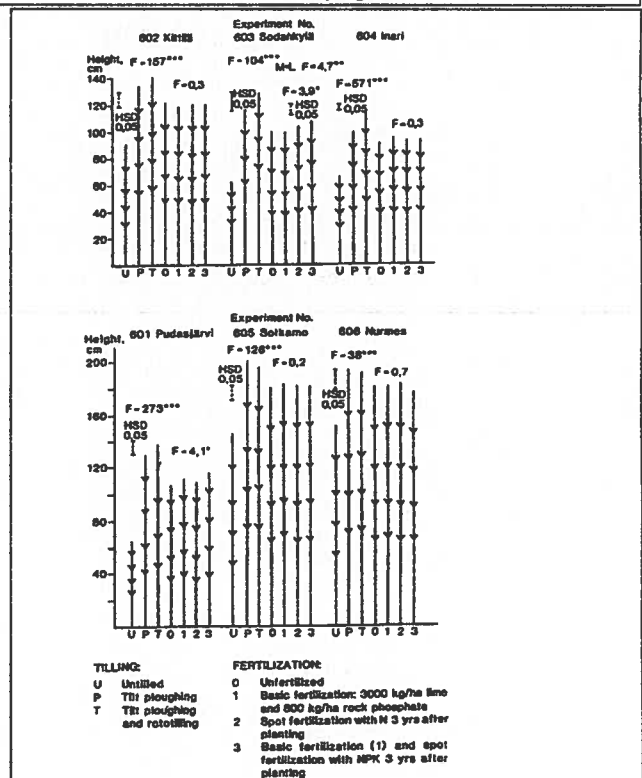 Experiment No.
602 Kittilä 603 Sodankylä 604 Inari
Height, cm
F=157*** F=0,3
F=104*** M×L F=4,7**
F=3,9*
F=571*** F=0,3
HSD 0,05
HSD 0,05
HSD 0,05
HSD 0,05
140
120
100
80
60
40
20
U P T 0 1 2 3 U P T 0 1 2 3 U P T 0 1 2 3
Experiment No.
601 Pudasjärvi 605 Sotkamo 606 Nurmes
Height, cm
F=273*** F=4,1*
F=126*** F=0,2
F=38*** F=0,7
HSD 0,05
HSD 0,05
HSD 0,05
200
160
120
80
40
U P T 0 1 2 3 U P T 0 1 2 3 U P T 0 1 2 3
TILLING:
U Untilled
P Tilt ploughing
T Tilt ploughing
and rototilling
FERTILIZATION:
0 Unfertilized
1 Basic fertilization: 3000 kg/ha lime
and 800 kg/ha rock phosphate
2 Spot fertilization with N 3 yrs after
planting
3 Basic fertilization (1) and spot
fertilization with NPK 3 yrs after
planting